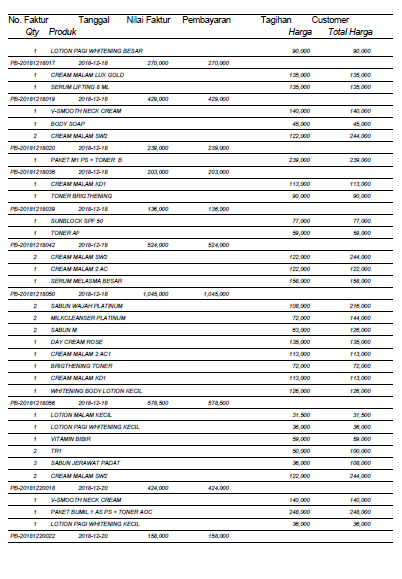 No. Faktur Tanggal Nilai Faktur Pembayaran Tagihan Customer
Qty Produk Harga Total Harga
1 LOTION PAGI WHITENING BESAR 90,000 90,000
PB-20181218017 2018-12-18 270,000 270,000
1 CREAM MALAM LUX GOLD 135,000 135,000
1 SERUM LIFTING 8 ML 135,000 135,000
PB-20181218019 2018-12-18 429,000 429,000
1 V-SMOOTH NECK CREAM 140,000 140,000
1 BODY SOAP 45,000 45,000
2 CREAM MALAM SW2 122,000 244,000
PB-20181218020 2018-12-18 239,000 239,000
1 PAKET M1 PS + TONER B 239,000 239,000
PB-20181218036 2018-12-18 203,000 203,000
1 CREAM MALAM KD1 113,000 113,000
1 TONER BRIGTHENING 90,000 90,000
PB-20181218039 2018-12-18 136,000 136,000
1 SUNBLOCK SPF 50 77,000 77,000
1 TONER AF 59,000 59,000
PB-20181218042 2018-12-18 524,000 524,000
2 CREAM MALAM SW2 122,000 244,000
1 CREAM MALAM 2 AC 122,000 122,000
1 SERUM MELASMA BESAR 158,000 158,000
PB-20181218050 2018-12-18 1,045,000 1,045,000
2 SABUN WAJAH PLATINUM 108,000 216,000
2 MILKCLEANSER PLATINUM 72,000 144,000
2 SABUN M 63,000 126,000
1 DAY CREAM ROSE 135,000 135,000
1 CREAM MALAM 2 AC1 113,000 113,000
1 BRIGTHENING TONER 72,000 72,000
1 CREAM MALAM KD1 113,000 113,000
1 WHITENING BODY LOTION KECIL 126,000 126,000
PB-20181218056 2018-12-18 578,500 578,500
1 LOTION MALAM KECIL 31,500 31,500
1 LOTION PAGI WHITENING KECIL 36,000 36,000
1 VITAMIN BIBIR 59,000 59,000
2 TR1 50,000 100,000
3 SABUN JERAWAT PADAT 36,000 108,000
2 CREAM MALAM SW2 122,000 244,000
PB-20181220018 2018-12-20 424,000 424,000
1 V-SMOOTH NECK CREAM 140,000 140,000
1 PAKET BUMIL 1 AS PS + TONER AOC 248,000 248,000
1 LOTION PAGI WHITENING KECIL 36,000 36,000
PB-20181220022 2018-12-20 158,000 158,000